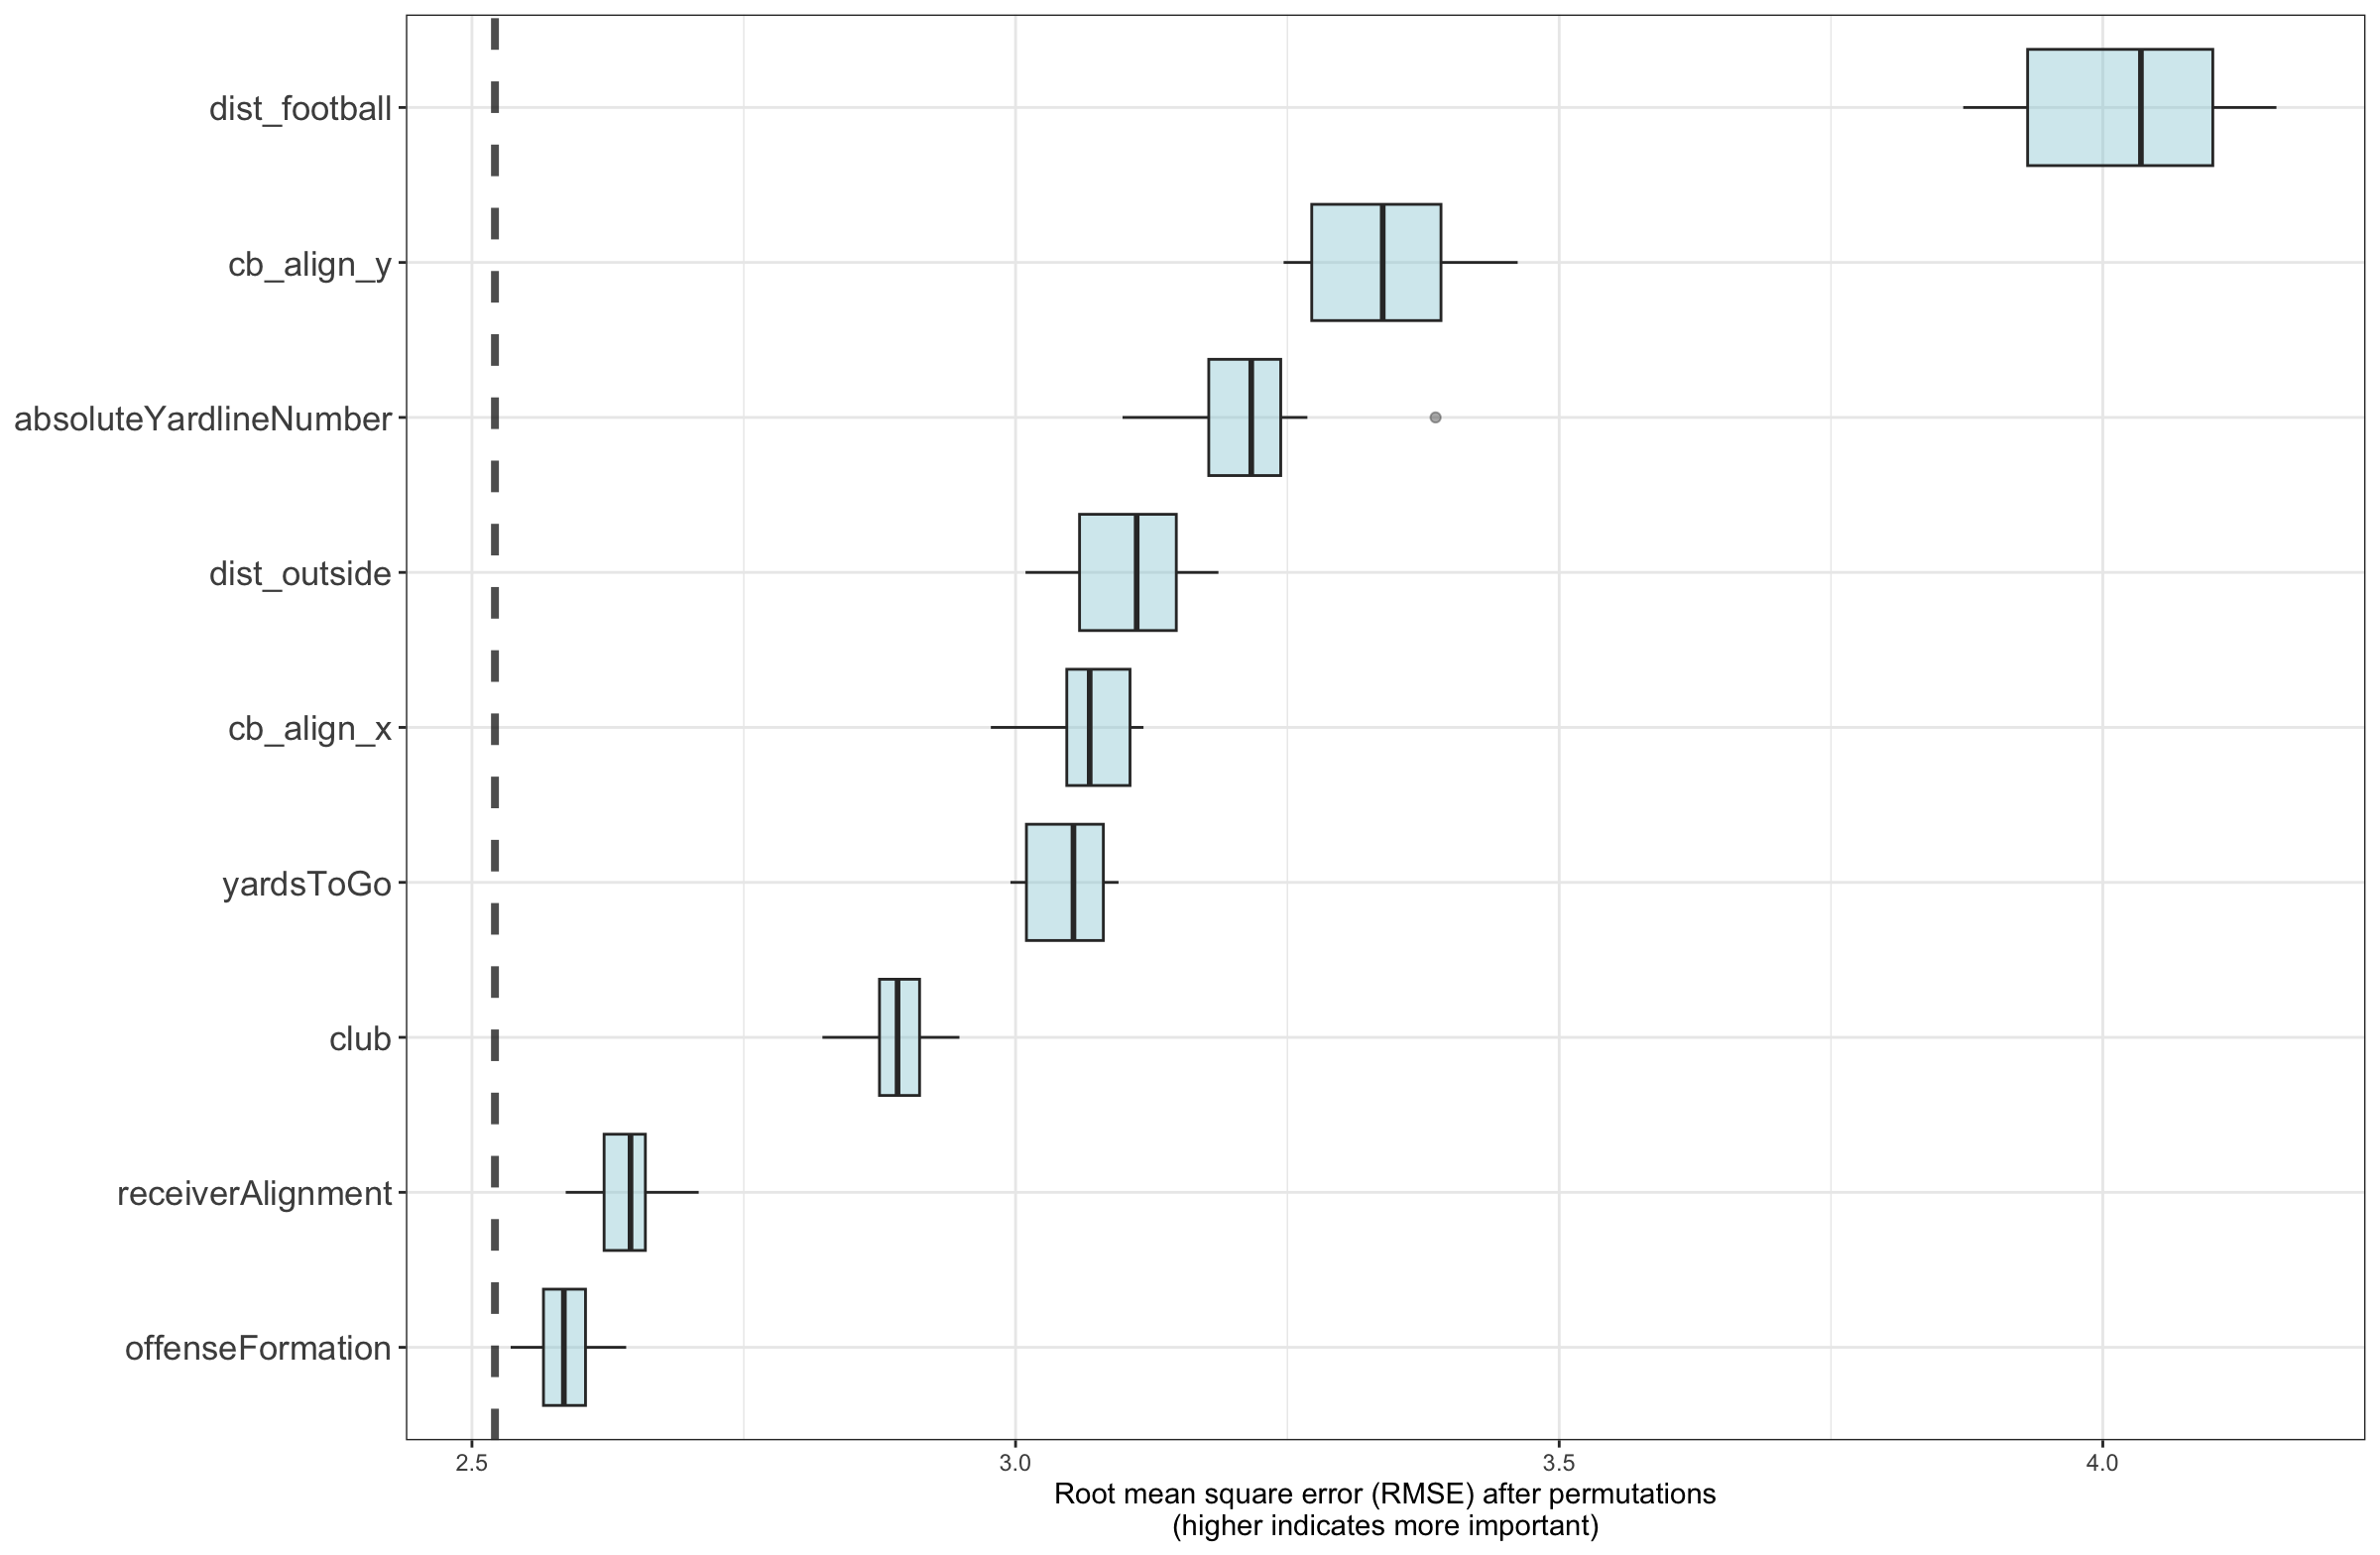 dist_football
cb_align_y
absoluteYardlineNumber
dist_outside
cb_align_x
yardsToGo
club
receiverAlignment
offenseFormation
2.5 3.0 3.5 4.0
Root mean square error (RMSE) after permutations
(higher indicates more important)